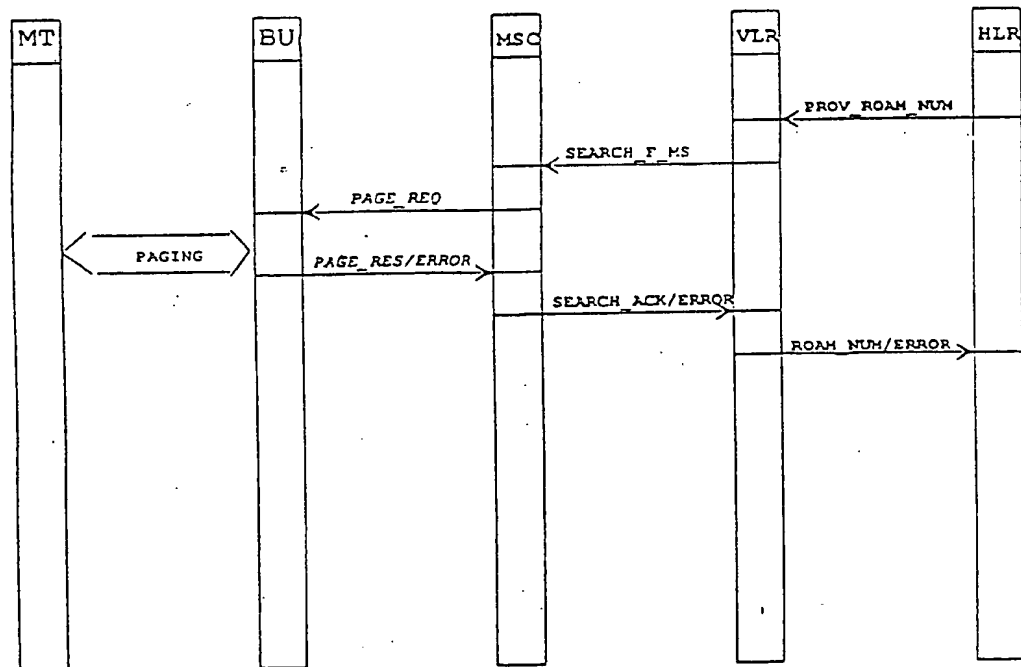 MT BU MSC VLR HLR
PROV_ROAM_NUM
SEARCH_F_MS
PAGE_REQ
PAGING
PAGE_RES/ERROR
SEARCH_ACK/ERROR
ROAM_NUM/ERROR